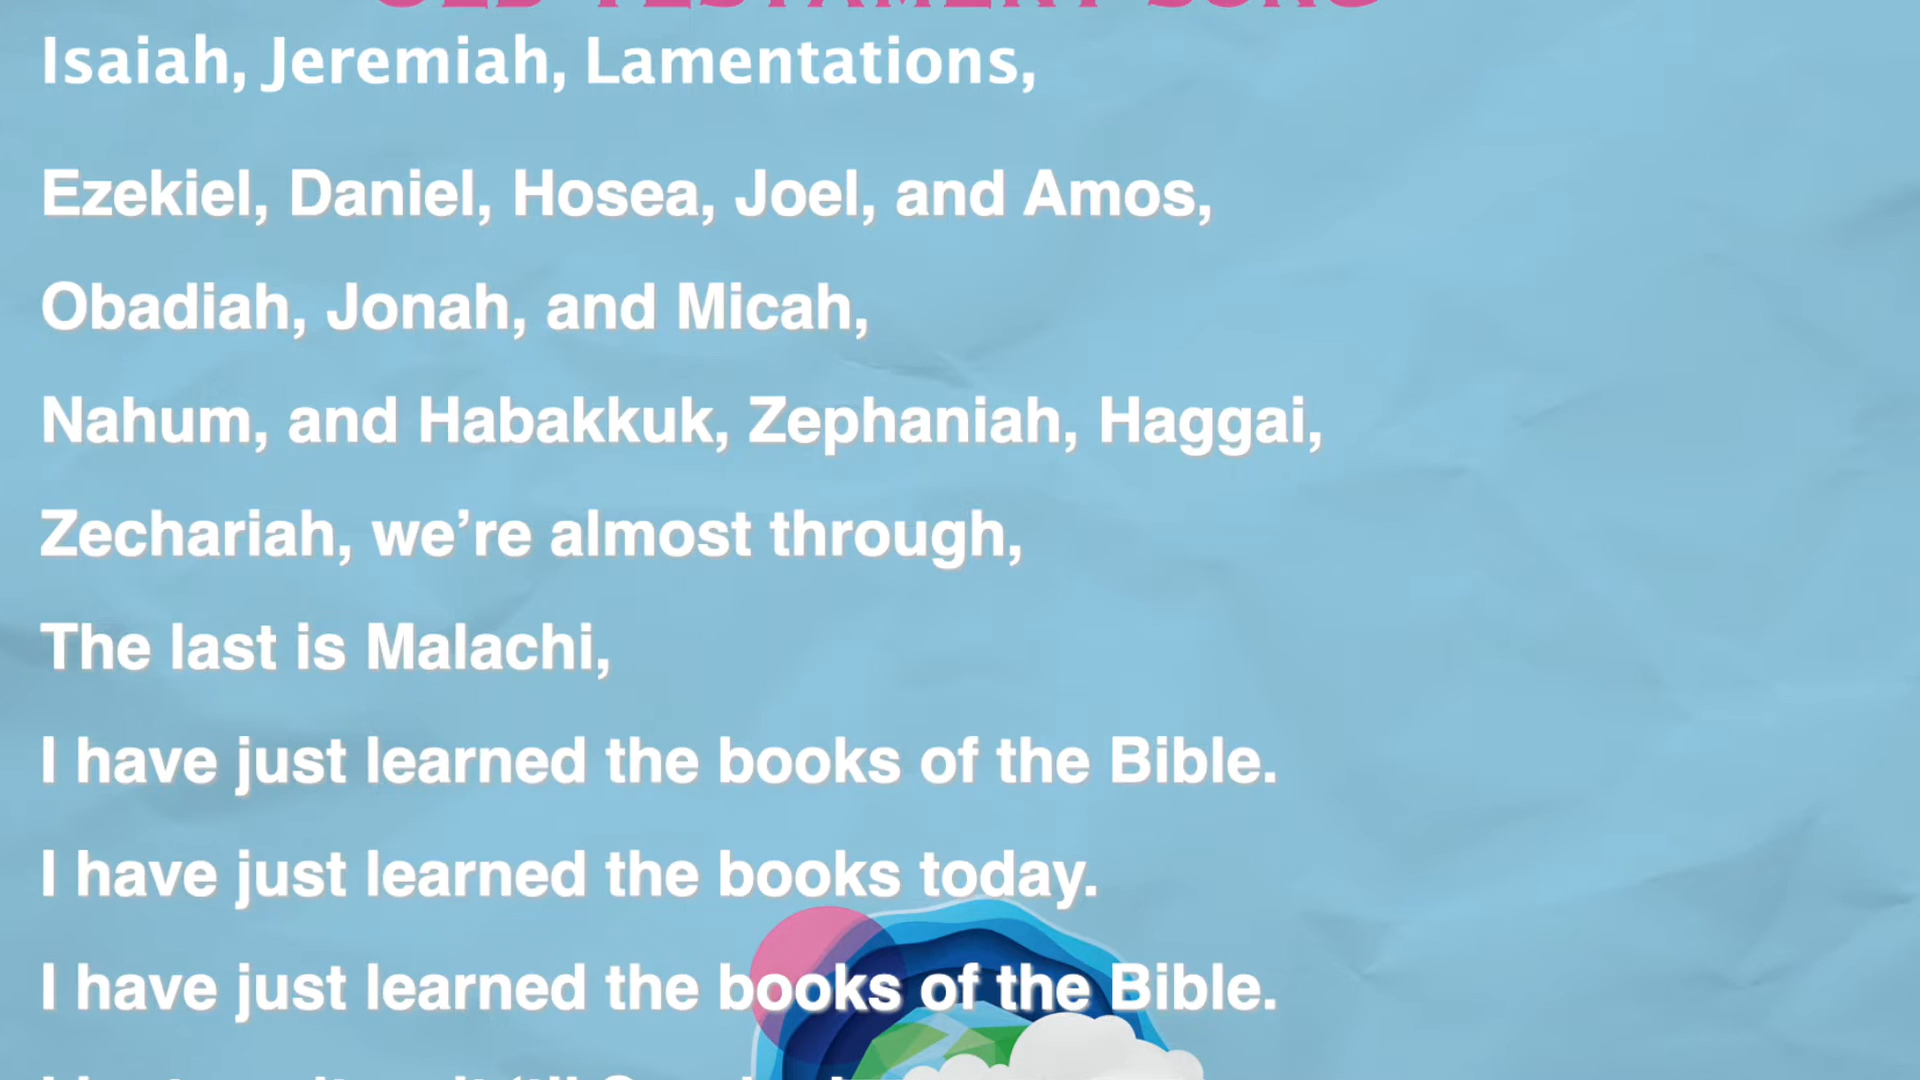 OLD TESTAMENT SONG
Isaiah, Jeremiah, Lamentations,
Ezekiel, Daniel, Hosea, Joel, and Amos,
Obadiah, Jonah, and Micah,
Nahum, and Habakkuk, Zephaniah, Haggai,
Zechariah, we’re almost through,
The last is Malachi,
I have just learned the books of the Bible.
I have just learned the books today.
I have just learned the books of the Bible.